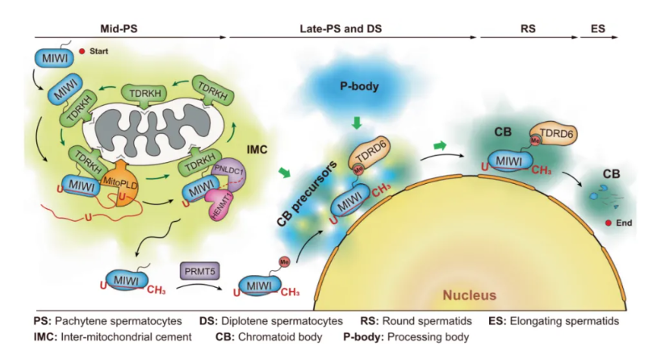 Mid-PS
Late-PS and DS
RS
ES
MIWI
Start
MIWI
TDRKH
TDRKH
TDRKH
TDRKH
MIWI
MitoPLD
U
U
TDRKH
MIWI
PNLDC1
HENMT1
U
IMC
P-body
CB precursors
TDRD6
Me
MIWI
U
CH₃
CB
TDRD6
Me
MIWI
U
CH₃
CB
End
MIWI
U
CH₃
PRMT5
Me
MIWI
U
CH₃
Nucleus
PS: Pachytene spermatocytes DS: Diplotene spermatocytes RS: Round spermatids ES: Elongating spermatids
IMC: Inter-mitochondrial cement CB: Chromatoid body P-body: Processing body